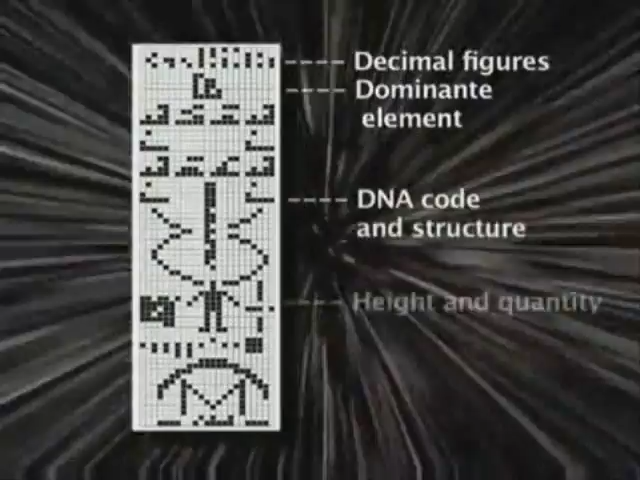 Decimal figures
Dominante
element
DNA code
and structure
Height and quantity